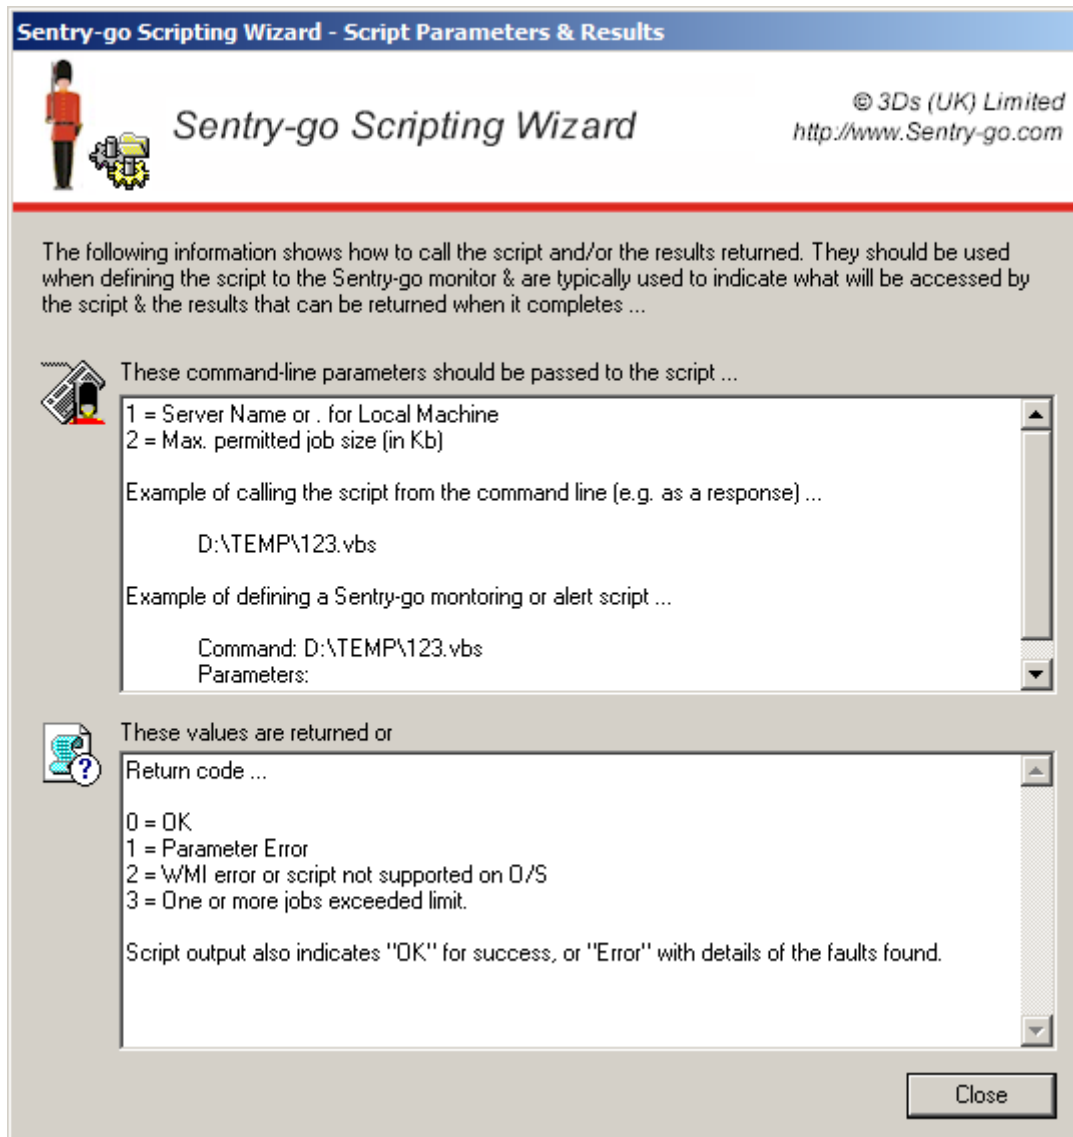 Sentry-go Scripting Wizard - Script Parameters & Results
Sentry-go Scripting Wizard
© 3Ds (UK) Limited
http://www.Sentry-go.com
The following information shows how to call the script and/or the results returned. They should be used
when defining the script to the Sentry-go monitor & are typically used to indicate what will be accessed by
the script & the results that can be returned when it completes ...
These command-line parameters should be passed to the script ...
1 = Server Name or . for Local Machine
2 = Max. permitted job size (in Kb)
Example of calling the script from the command line (e.g. as a response) ...
D:\TEMP\123.vbs
Example of defining a Sentry-go montoring or alert script ...
Command: D:\TEMP\123.vbs
Parameters:
These values are returned or
Return code ...
0 = OK
1 = Parameter Error
2 = WMI error or script not supported on O/S
3 = One or more jobs exceeded limit.
Script output also indicates "OK" for success, or "Error" with details of the faults found.
Close